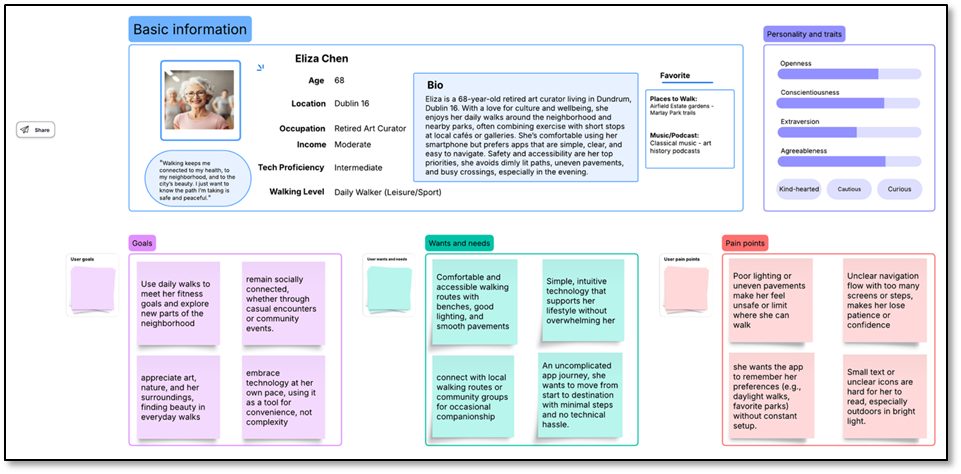 Basic information
Share
Eliza Chen
Age 68
Location Dublin 16
Occupation Retired Art Curator
Income Moderate
Tech Proficiency Intermediate
Walking Level Daily Walker (Leisure/Sport)
"Walking keeps me
connected to my health, to
my neighborhood, and to the
city's beauty. I just want to
know the path I'm taking is
safe and peaceful."
Bio
Eliza is a 68-year-old retired art curator living in Dundrum,
Dublin 16. With a love for culture and wellbeing, she
enjoys her daily walks around the neighborhood and
nearby parks, often combining exercise with short stops
at local cafés or galleries. She's comfortable using her
smartphone but prefers apps that are simple, clear, and
easy to navigate. Safety and accessibility are her top
priorities, she avoids dimly lit paths, uneven pavements,
and busy crossings, especially in the evening.
Favorite
Places to Walk:
Airfield Estate gardens -
Marlay Park trails
Music/Podcast:
Classical music - art
history podcasts
Personality and traits
Openness
Conscientiousness
Extraversion
Agreeableness
Kind-hearted
Cautious
Curious
User goals
Goals
Use daily walks to
meet her fitness
goals and explore
new parts of the
neighborhood
remain socially
connected,
whether through
casual encounters
or community
events.
appreciate art,
nature, and her
surroundings,
finding beauty in
everyday walks
embrace
technology at her
own pace, using it
as a tool for
convenience, not
complexity
User wants and needs
Wants and needs
Comfortable and
accessible walking
routes with
benches, good
lighting, and
smooth pavements
Simple, intuitive
technology that
supports her
lifestyle without
overwhelming her
connect with local
walking routes or
community groups
for occasional
companionship
An uncomplicated
app journey, she
wants to move from
start to destination
with minimal steps
and no technical
hassle.
User pain points
Pain points
Poor lighting or
uneven pavements
make her feel
unsafe or limit
where she can
walk
Unclear navigation
flow with too many
screens or steps,
makes her lose
patience or
confidence
she wants the app
to remember her
preferences (e.g.,
daylight walks,
favorite parks)
without constant
setup.
Small text or
unclear icons are
hard for her to
read, especially
outdoors in bright
light.